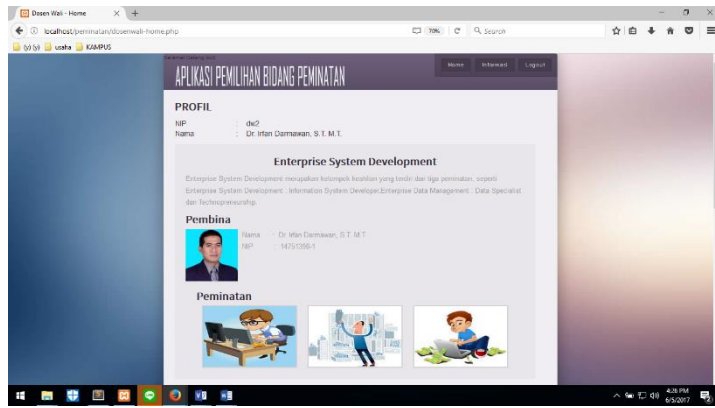 Dosen Wali - Home
localhost/peminatan/dosenwali-home.php
70%
Search
(y) (y) usaha KAMPUS
APLIKASI PEMILIHAN BIDANG PEMINATAN
Home Informasi Logout
PROFIL
NIP : dw2
Nama : Dr. Irfan Darmawan, S.T. M.T.
Enterprise System Development
Enterprise System Development merupakan kelompok keahlian yang terdiri dari tiga peminatan, seperti
Enterprise System Development : Information System Developer,Enterprise Data Management : Data Specialist
dan Technopreneurship.
Pembina
Nama : Dr. Irfan Darmawan, S.T. M.T
NIP : 14751398-1
Peminatan
4:26 PM
6/5/2017